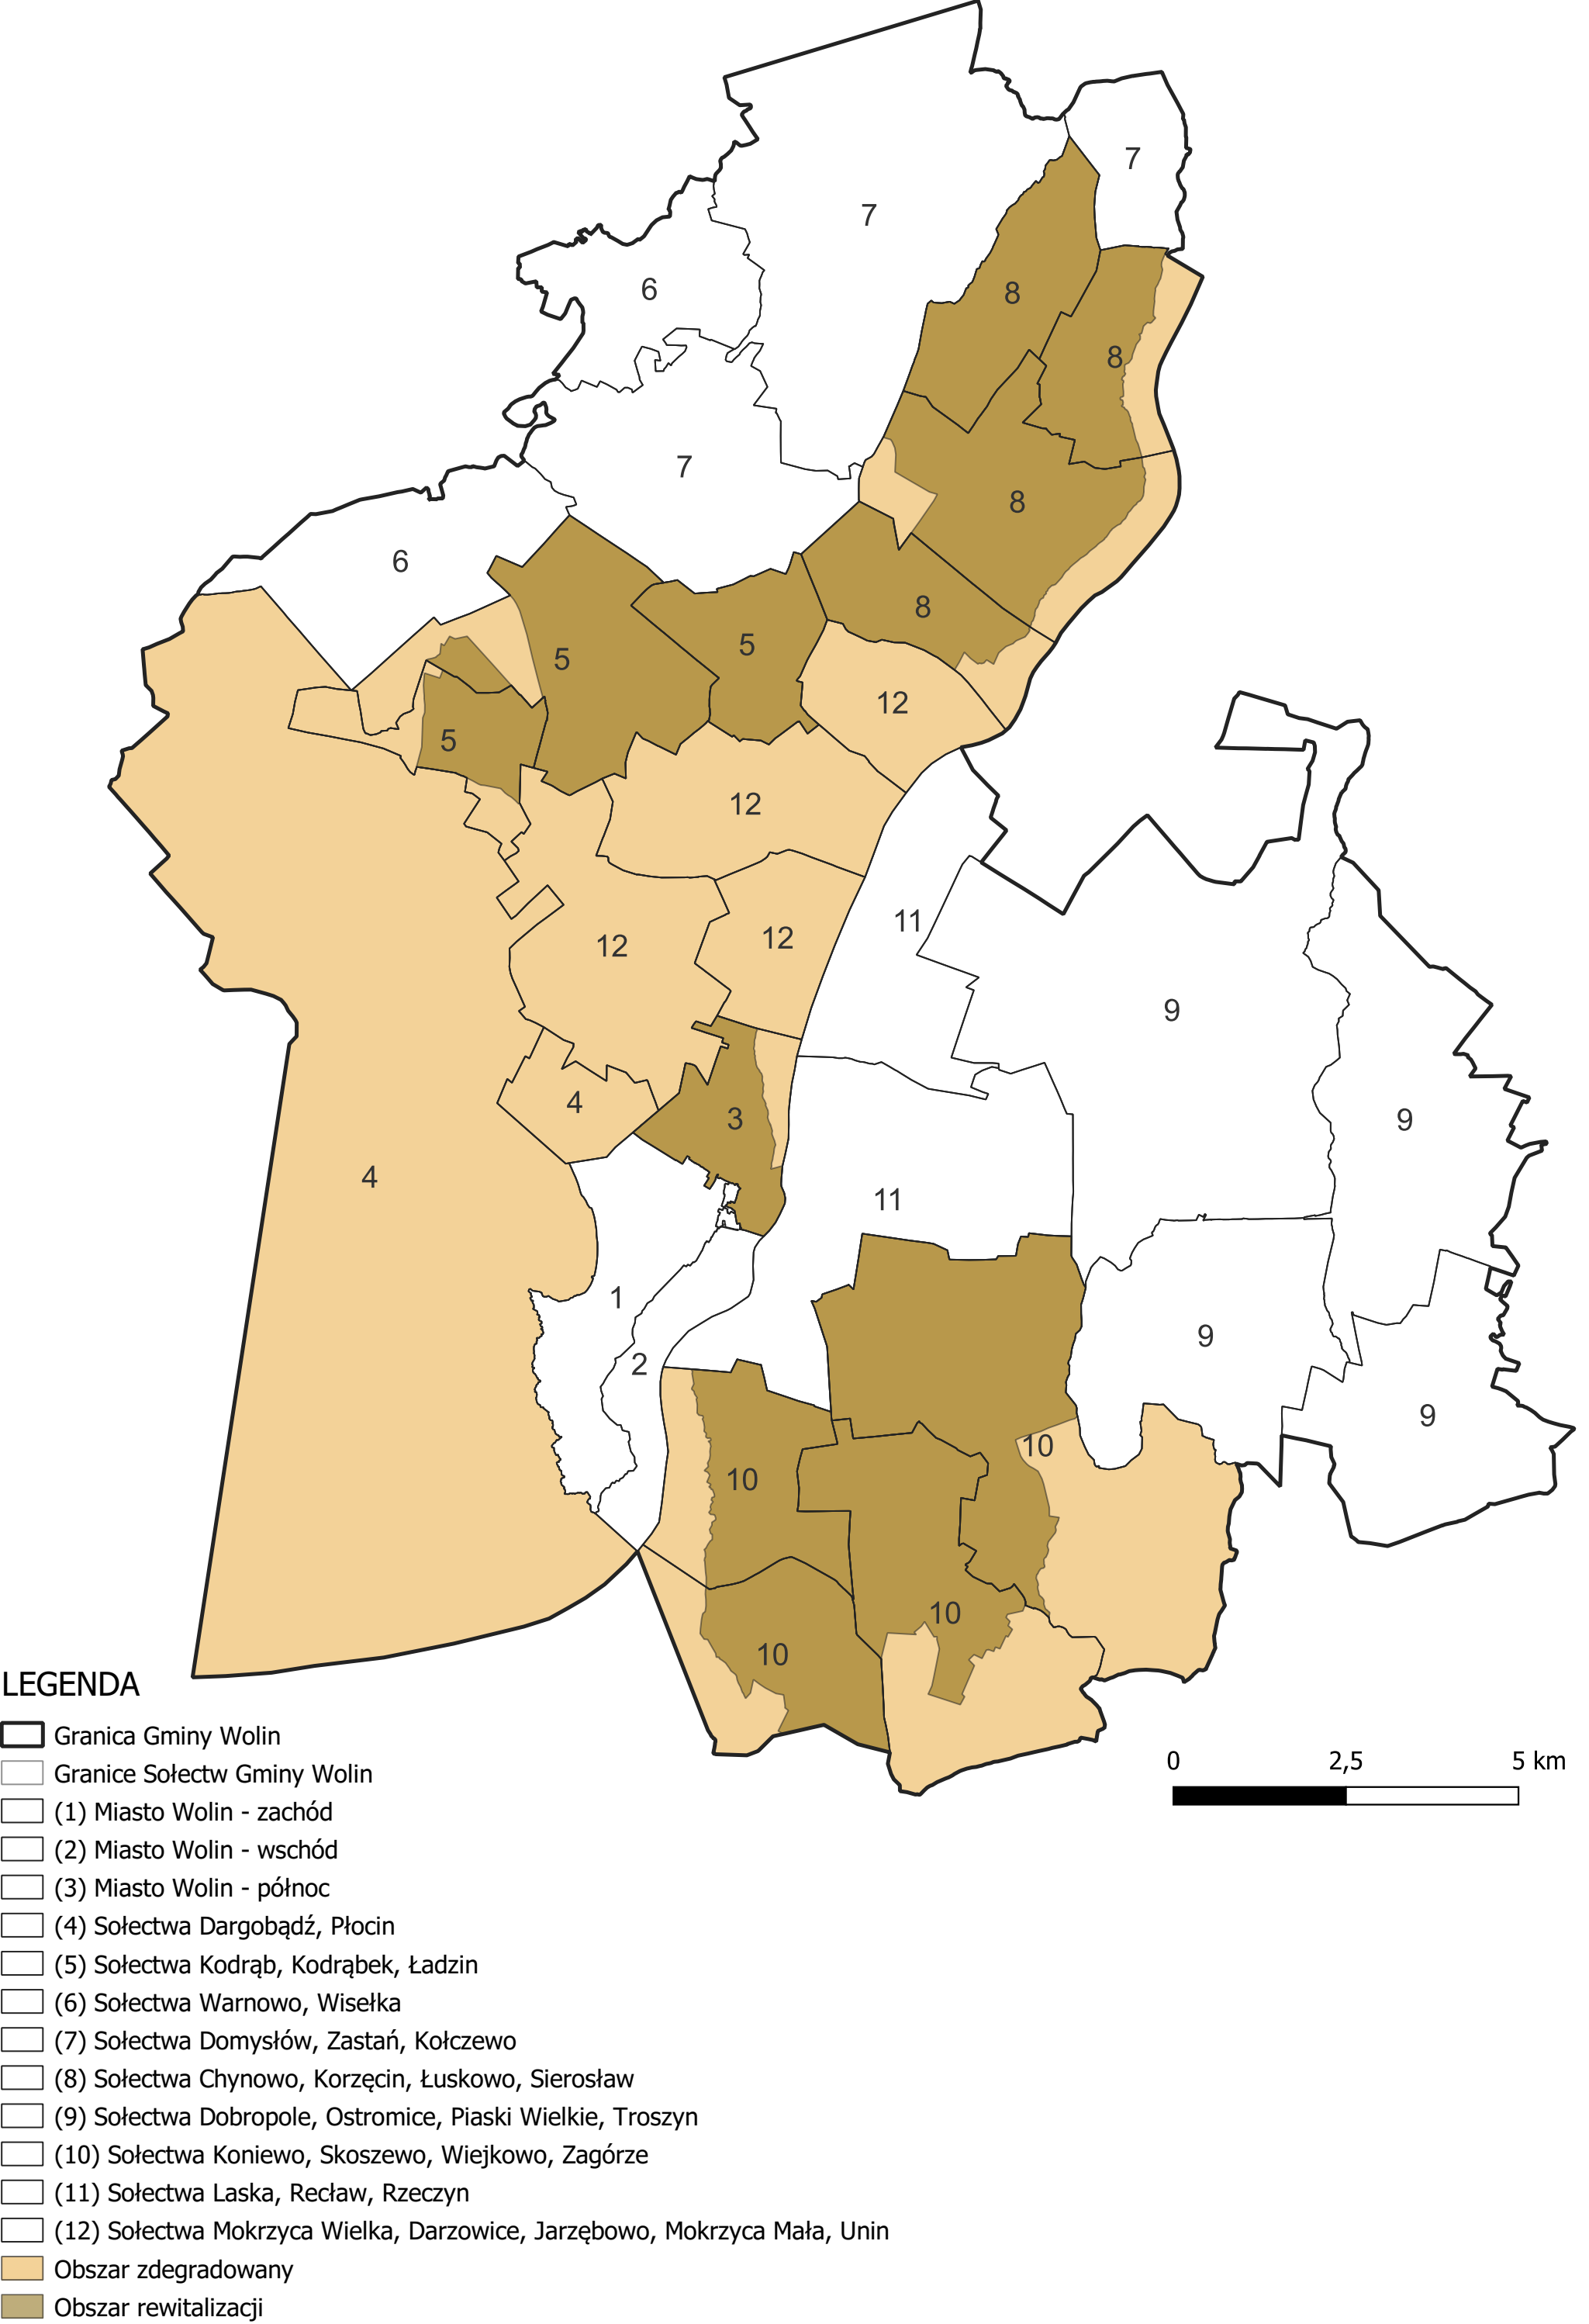 7
7
6
8
8
7
8
6
8
5
5
12
5
12
11
12
12
9
4
3
9
4
11
1
9
2
9
10
10
10
10
LEGENDA
Granica Gminy Wolin
Granice Sołectw Gminy Wolin
0 2,5 5 km
(1) Miasto Wolin - zachód
(2) Miasto Wolin - wschód
(3) Miasto Wolin - północ
(4) Sołectwa Dargobądź, Płocin
(5) Sołectwa Kodrąb, Kodrąbek, Ładzin
(6) Sołectwa Warnowo, Wisełka
(7) Sołectwa Domysłów, Zastań, Kołczewo
(8) Sołectwa Chynowo, Korzęcin, Łuskowo, Sierosław
(9) Sołectwa Dobropole, Ostromice, Piaski Wielkie, Troszyn
(10) Sołectwa Koniewo, Skoszewo, Wiejkowo, Zagórze
(11) Sołectwa Laska, Recław, Rzeczyn
(12) Sołectwa Mokrzyca Wielka, Darzowice, Jarzębowo, Mokrzyca Mała, Unin
Obszar zdegradowany
Obszar rewitalizacji